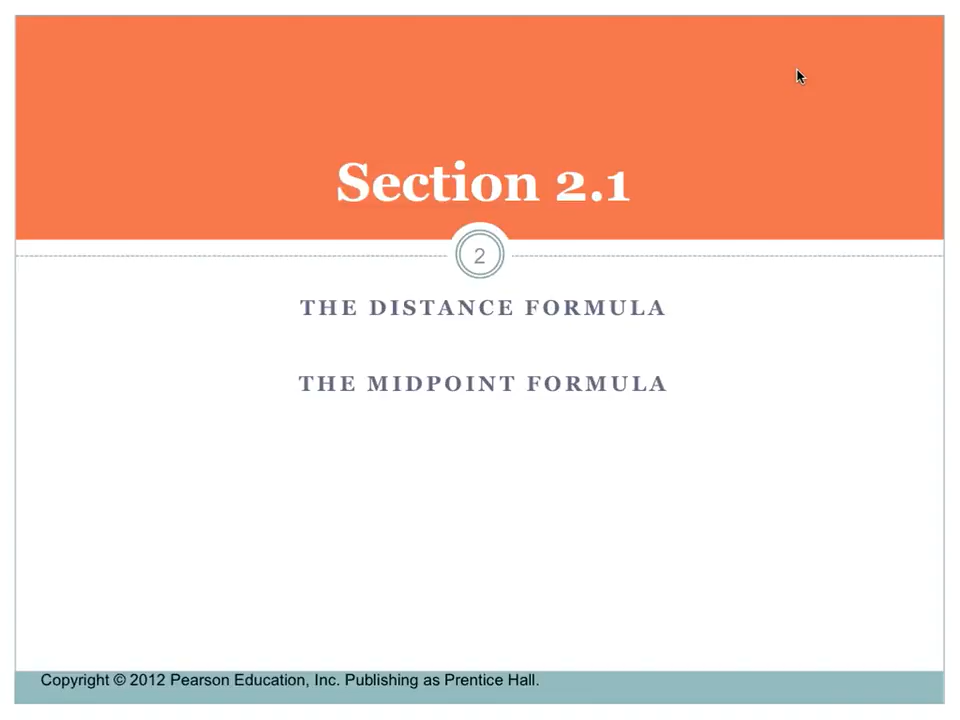 Section 2.1
2
THE DISTANCE FORMULA
THE MIDPOINT FORMULA
Copyright © 2012 Pearson Education, Inc. Publishing as Prentice Hall.